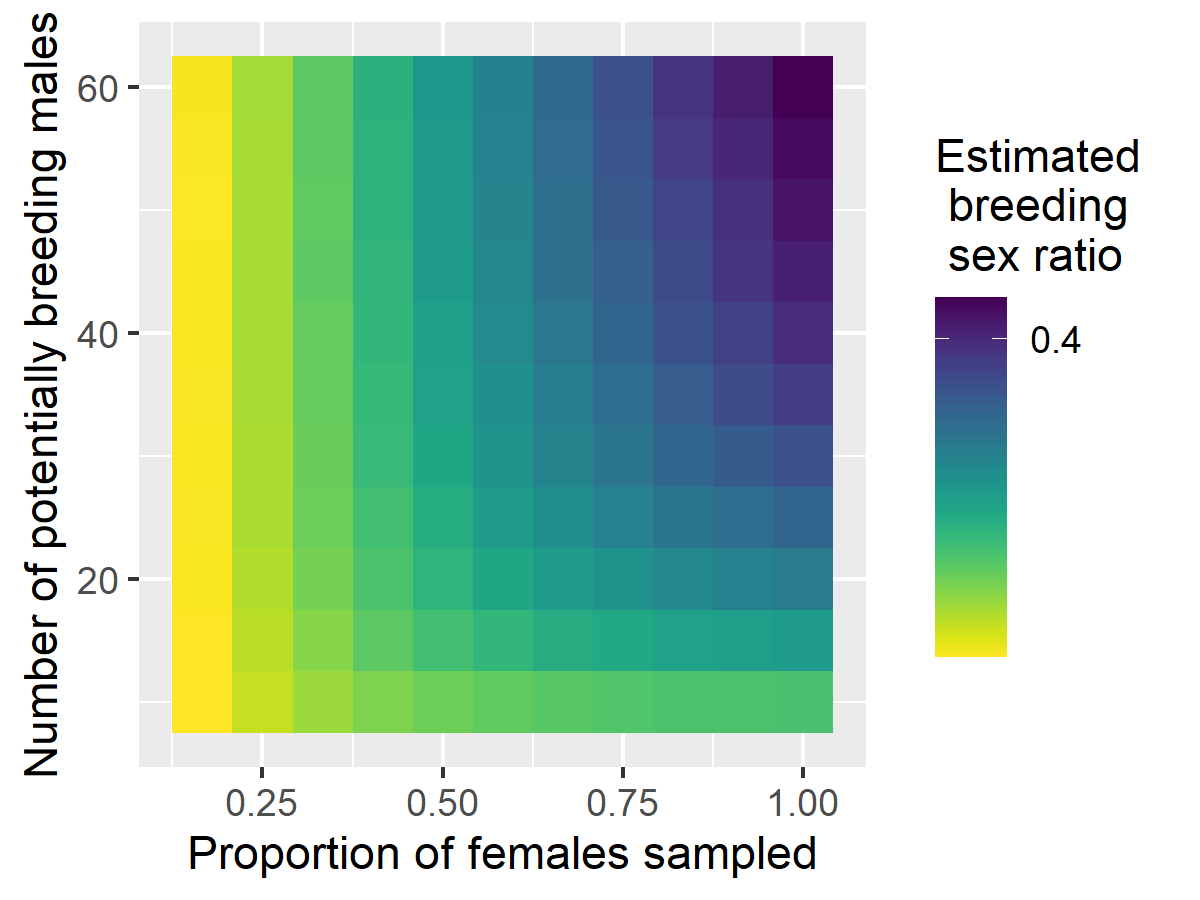 Number of potentially breeding males
60
40
20
0.25 0.50 0.75 1.00
Proportion of females sampled
Estimated
breeding
sex ratio
0.4